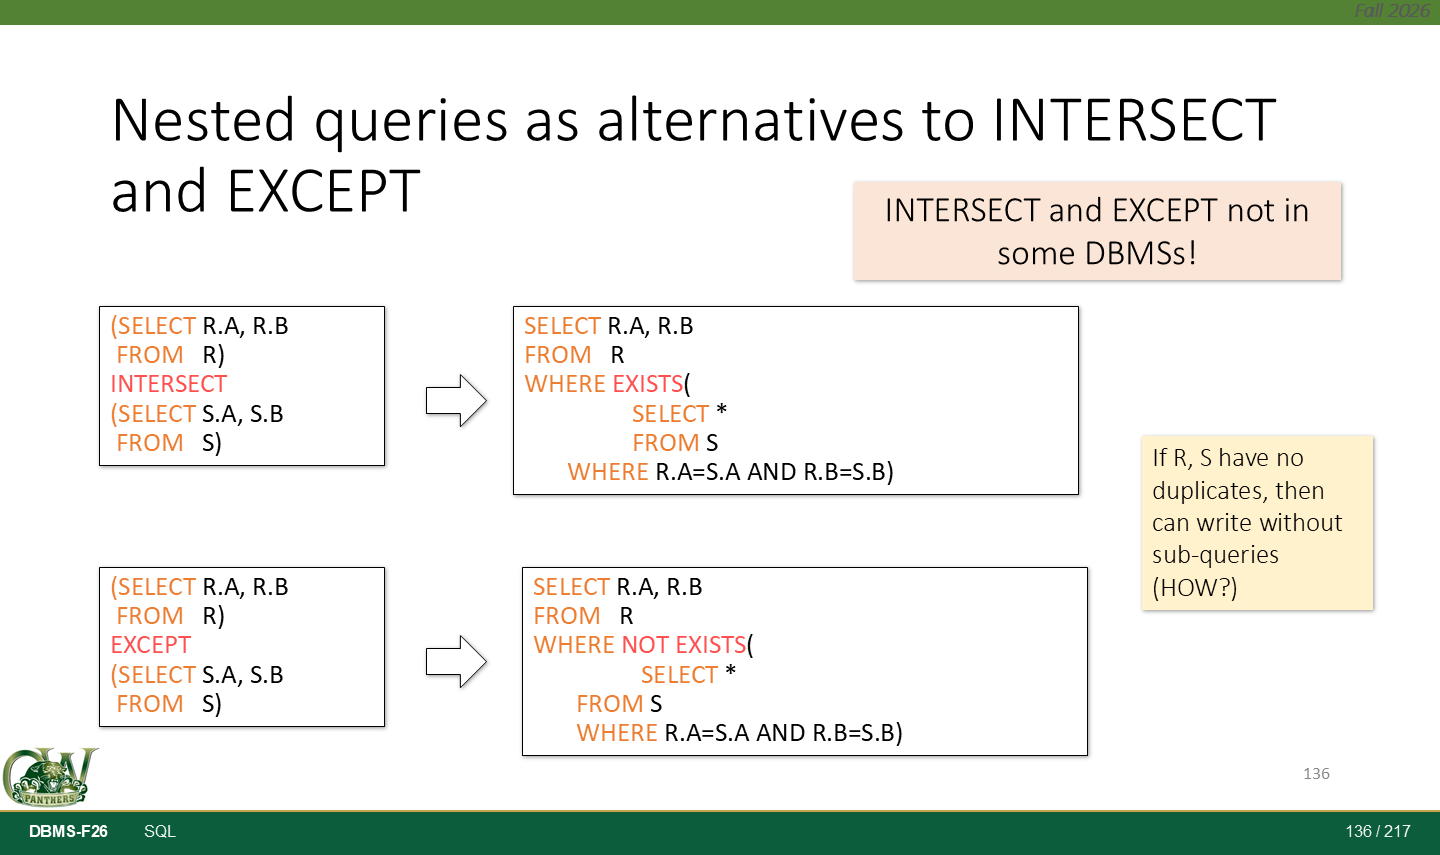 Fall 2026
Nested queries as alternatives to INTERSECT
and EXCEPT
INTERSECT and EXCEPT not in
some DBMSs!
(SELECT R.A, R.B
FROM R)
INTERSECT
(SELECT S.A, S.B
FROM S)
SELECT R.A, R.B
FROM R
WHERE EXISTS(
SELECT *
FROM S
WHERE R.A=S.A AND R.B=S.B)
If R, S have no
duplicates, then
can write without
sub-queries
(HOW?)
(SELECT R.A, R.B
FROM R)
EXCEPT
(SELECT S.A, S.B
FROM S)
SELECT R.A, R.B
FROM R
WHERE NOT EXISTS(
SELECT *
FROM S
WHERE R.A=S.A AND R.B=S.B)
CW
PANTHERS
136
DBMS-F26 SQL 136 / 217